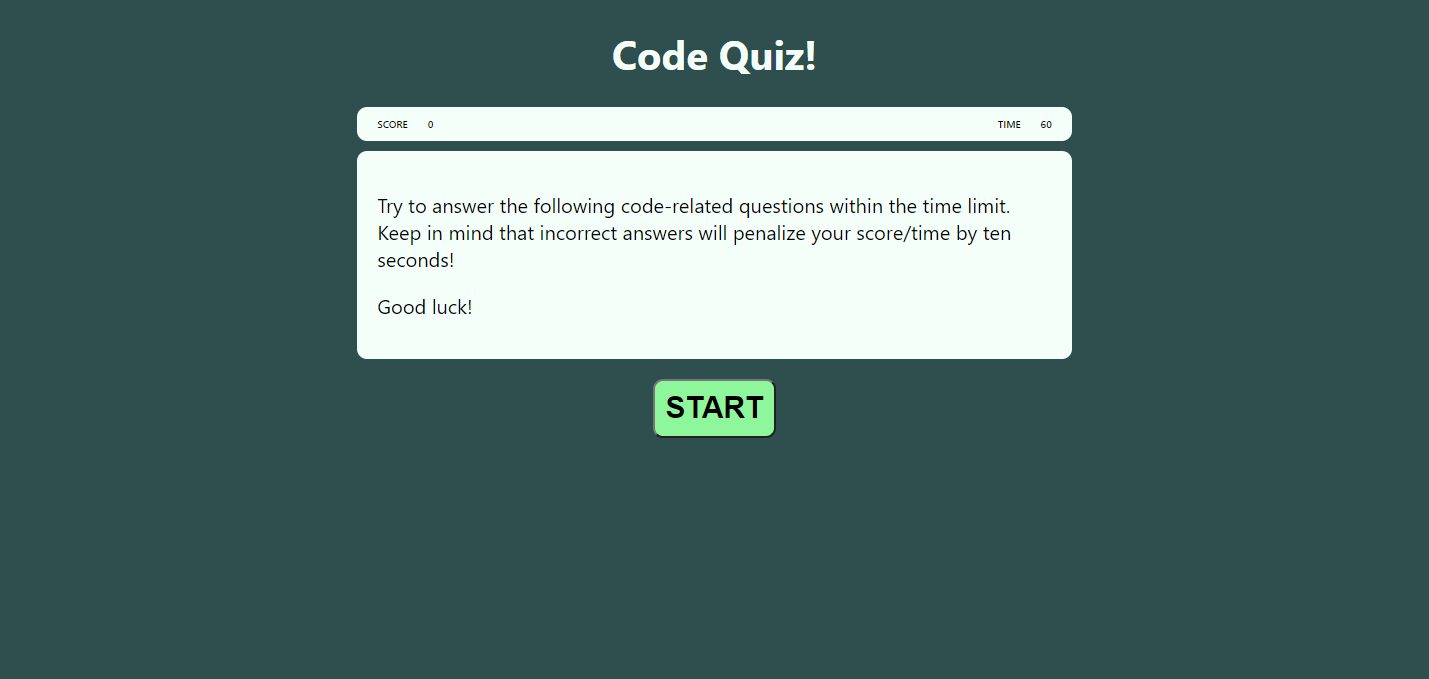 Code Quiz!
SCORE 0 TIME 60
Try to answer the following code-related questions within the time limit.
Keep in mind that incorrect answers will penalize your score/time by ten
seconds!
Good luck!
START